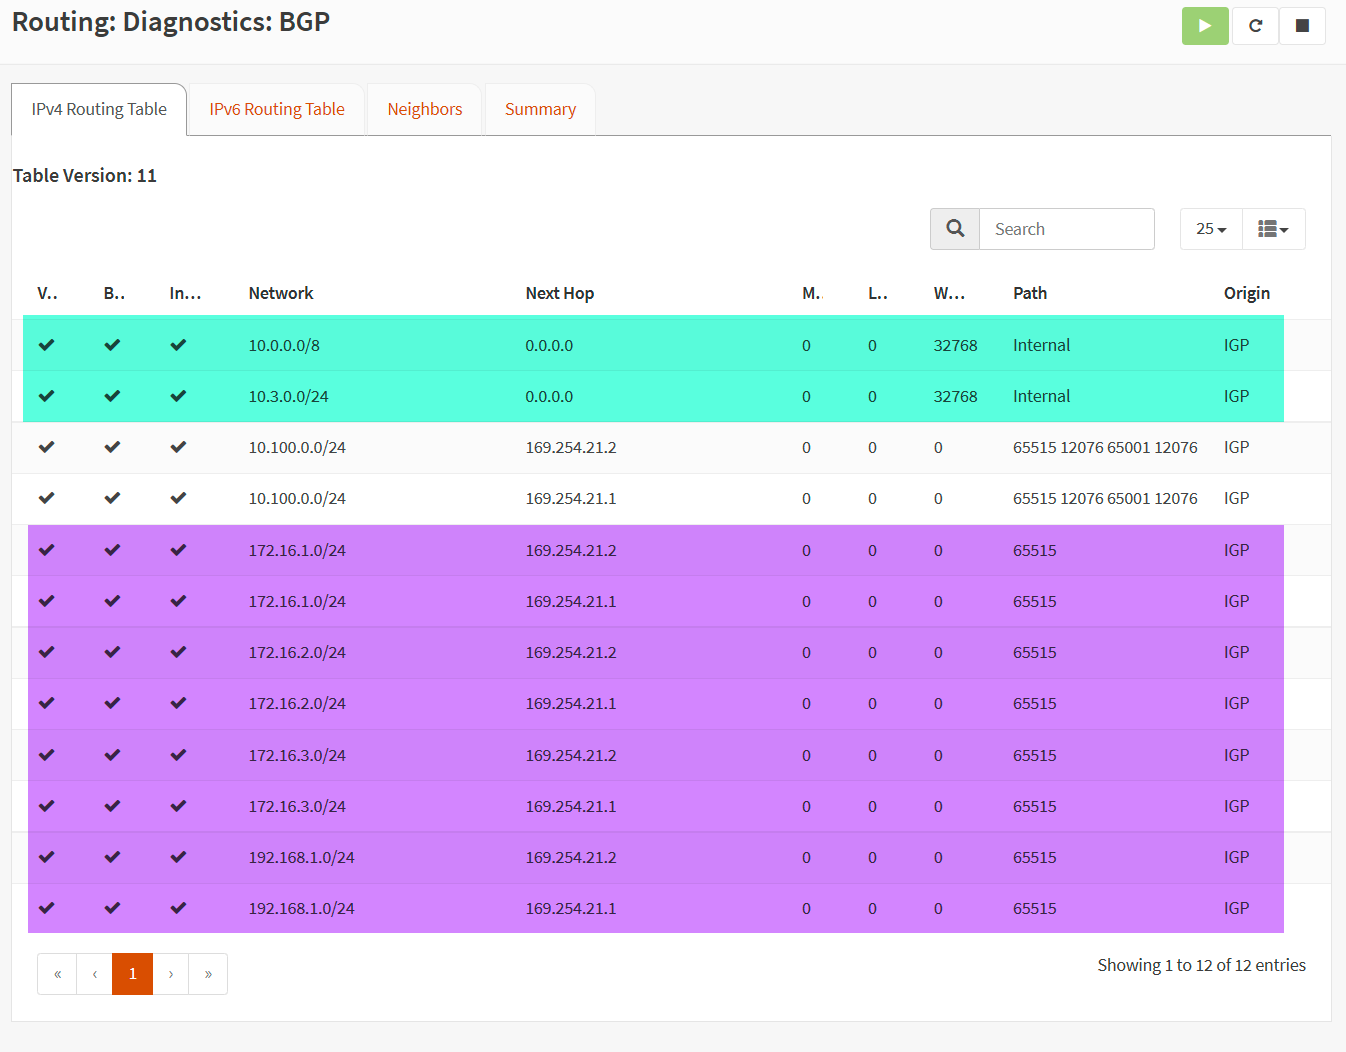 Routing: Diagnostics: BGP
IPv4 Routing Table IPv6 Routing Table Neighbors Summary
Table Version: 11
Search 25
V.. B.. In... Network Next Hop M. L.. W... Path Origin
10.0.0.0/8 0.0.0.0 0 0 32768 Internal IGP
10.3.0.0/24 0.0.0.0 0 0 32768 Internal IGP
10.100.0.0/24 169.254.21.2 0 0 0 65515 12076 65001 12076 IGP
10.100.0.0/24 169.254.21.1 0 0 0 65515 12076 65001 12076 IGP
172.16.1.0/24 169.254.21.2 0 0 0 65515 IGP
172.16.1.0/24 169.254.21.1 0 0 0 65515 IGP
172.16.2.0/24 169.254.21.2 0 0 0 65515 IGP
172.16.2.0/24 169.254.21.1 0 0 0 65515 IGP
172.16.3.0/24 169.254.21.2 0 0 0 65515 IGP
172.16.3.0/24 169.254.21.1 0 0 0 65515 IGP
192.168.1.0/24 169.254.21.2 0 0 0 65515 IGP
192.168.1.0/24 169.254.21.1 0 0 0 65515 IGP
« ‹ 1 › » Showing 1 to 12 of 12 entries